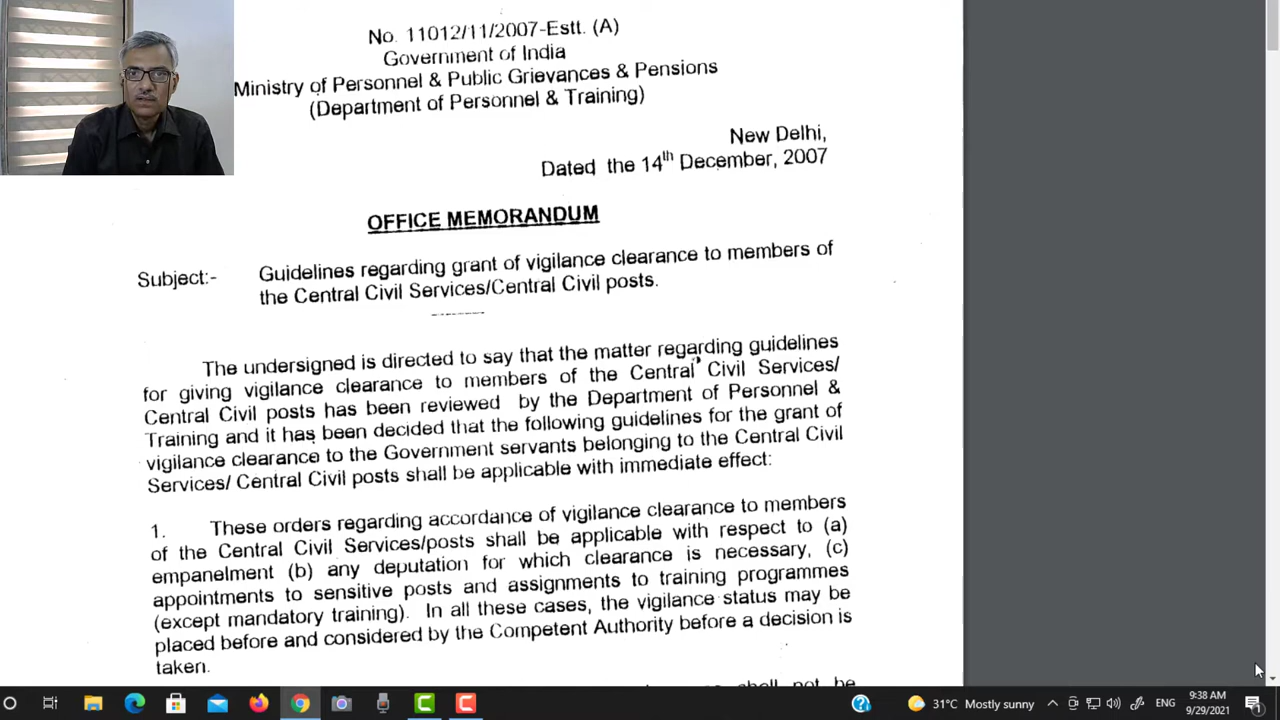 No. 11012/11/2007-Estt. (A)
Government of India
Ministry of Personnel & Public Grievances & Pensions
(Department of Personnel & Training)
New Delhi,
Dated the 14th December, 2007
OFFICE MEMORANDUM
Subject:- Guidelines regarding grant of vigilance clearance to members of
the Central Civil Services/Central Civil posts.
The undersigned is directed to say that the matter regarding guidelines
for giving vigilance clearance to members of the Central Civil Services/
Central Civil posts has been reviewed by the Department of Personnel &
Training and it has been decided that the following guidelines for the grant of
vigilance clearance to the Government servants belonging to the Central Civil
Services/ Central Civil posts shall be applicable with immediate effect:
1. These orders regarding accordance of vigilance clearance to members
of the Central Civil Services/posts shall be applicable with respect to (a)
empanelment (b) any deputation for which clearance is necessary, (c)
appointments to sensitive posts and assignments to training programmes
(except mandatory training). In all these cases, the vigilance status may be
placed before and considered by the Competent Authority before a decision is
taken.
shall not be
31°C Mostly sunny
ENG
9:38 AM
9/29/2021